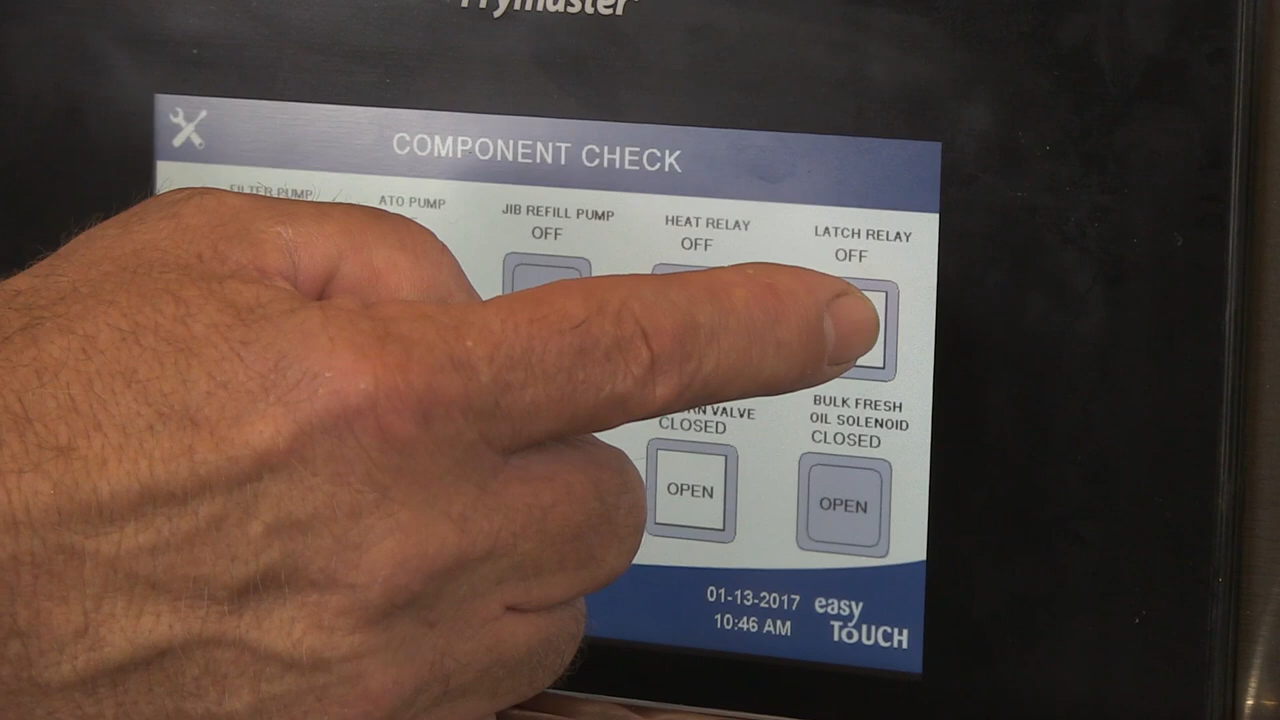 Frymaster
COMPONENT CHECK
FILTER PUMP
ATO PUMP
JIB REFILL PUMP
OFF
HEAT RELAY
OFF
LATCH RELAY
OFF
VALVE
CLOSED
OPEN
BULK FRESH
OIL SOLENOID
CLOSED
OPEN
01-13-2017
10:46 AM
easy
ToUCH